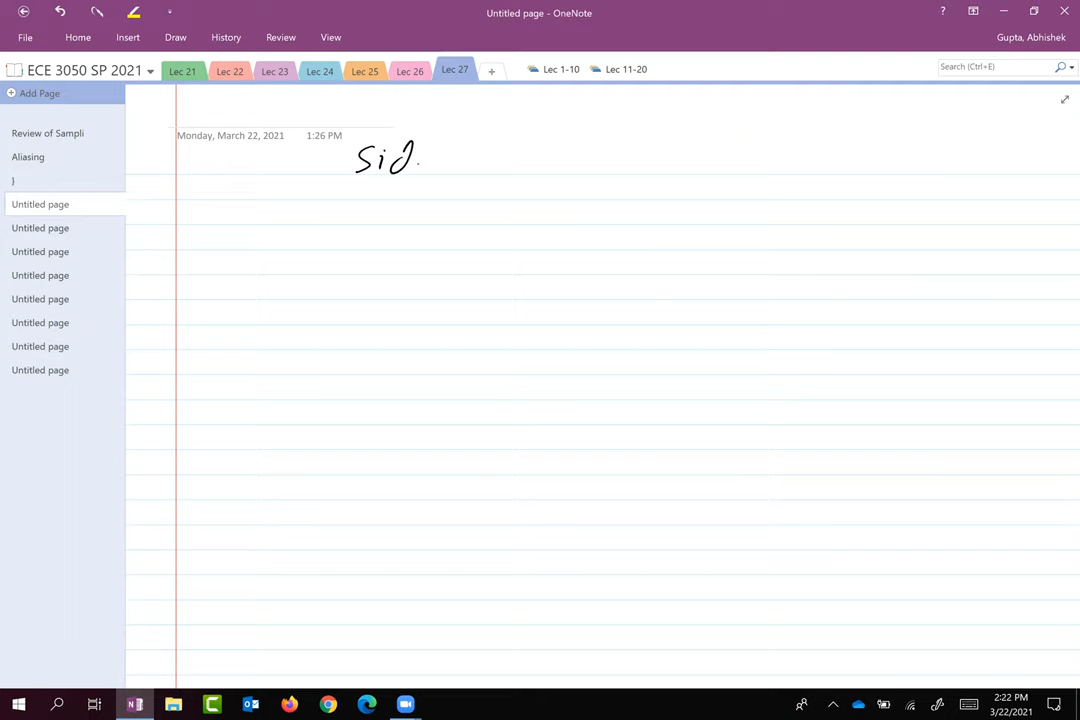 Untitled page - OneNote
?
File Home Insert Draw History Review View
Gupta, Abhishek
ECE 3050 SP 2021
Lec 21 Lec 22 Lec 23 Lec 24 Lec 25 Lec 26 Lec 27 + Lec 1-10 Lec 11-20
Search (Ctrl+E)
Add Page
Review of Sampli
Aliasing
}
Untitled page
Untitled page
Untitled page
Untitled page
Untitled page
Untitled page
Untitled page
Untitled page
Monday, March 22, 2021 1:26 PM
2:22 PM
3/22/2021